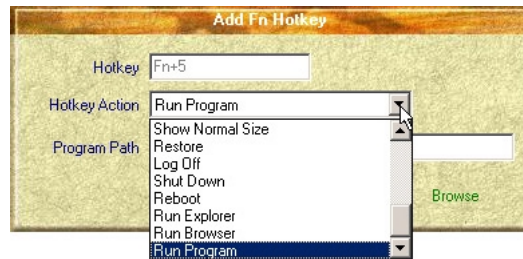 Add Fn Hotkey
Hotkey Fn+5
Hotkey Action Run Program
Show Normal Size
Restore
Program Path
Log Off
Shut Down
Reboot
Browse
Run Explorer
Run Browser
Run Program